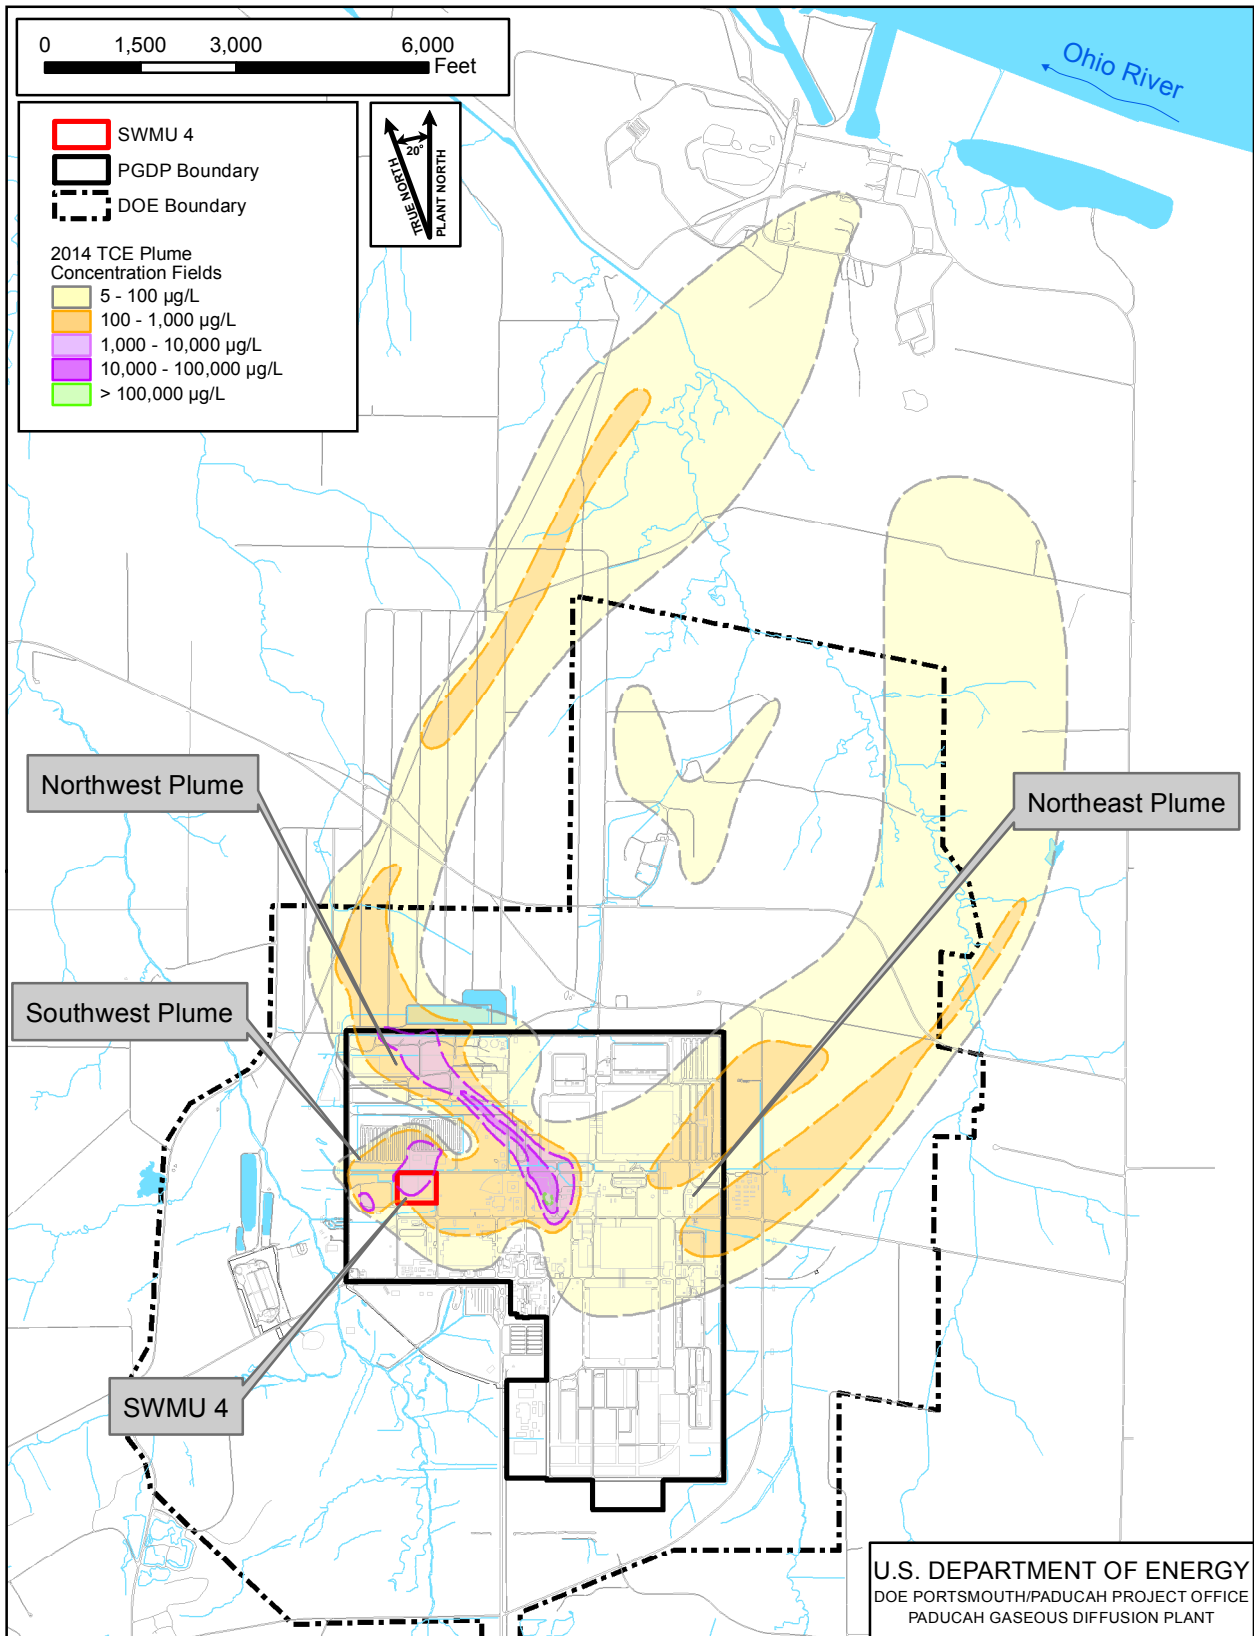 0 1,500 3,000 6,000
Feet
Ohio River
SWMU 4
PGDP Boundary
DOE Boundary
TRUE NORTH
20°
PLANT NORTH
2014 TCE Plume
Concentration Fields
5 - 100 µg/L
100 - 1,000 µg/L
1,000 - 10,000 µg/L
10,000 - 100,000 µg/L
> 100,000 µg/L
Northwest Plume
Northeast Plume
Southwest Plume
SWMU 4
U.S. DEPARTMENT OF ENERGY
DOE PORTSMOUTH/PADUCAH PROJECT OFFICE
PADUCAH GASEOUS DIFFUSION PLANT